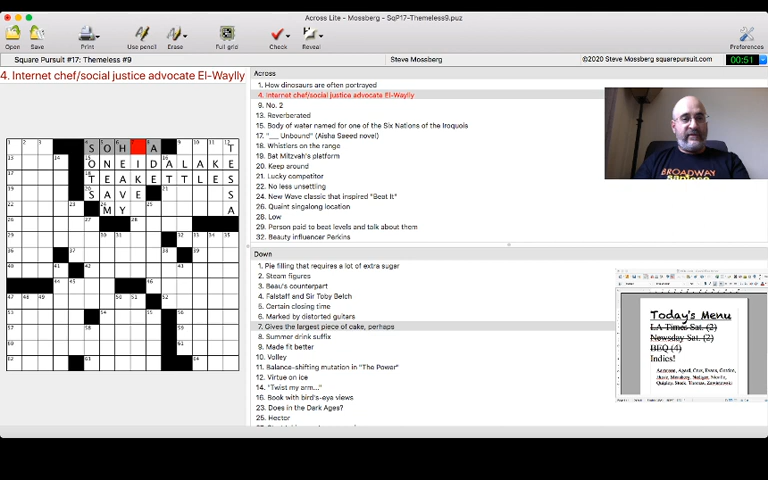 Across Lite - Mossberg - SqP17-Themeless9.puz
Open
Save
Print
Use pencil
Erase
Full grid
Check
Reveal
Preferences
Square Pursuit #17: Themeless #9
Steve Mossberg
©2020 Steve Mossberg squarepursuit.com
00:51
4. Internet chef/social justice advocate El-Waylly
Across
1. How dinosaurs are often portrayed
4. Internet chef/social justice advocate El-Waylly
9. No. 2
13. Reverberated
15. Body of water named for one of the Six Nations of the Iroquois
17. "___ Unbound" (Aisha Saeed novel)
18. Whistlers on the range
19. Bat Mitzvah's platform
20. Keep around
21. Lucky competitor
22. No less unsettling
24. New Wave classic that inspired "Beat It"
26. Quaint singalong location
28. Low
29. Person paid to beat levels and talk about them
32. Beauty influencer Perkins
Down
1. Pie filling that requires a lot of extra sugar
2. Steam figures
3. Beau's counterpart
4. Falstaff and Sir Toby Belch
5. Certain closing time
6. Marked by distorted guitars
7. Gives the largest piece of cake, perhaps
8. Summer drink suffix
9. Made fit better
10. Volley
11. Balance-shifting mutation in "The Power"
12. Virtue on ice
14. "Twist my arm..."
16. Book with bird's-eye views
23. Does in the Dark Ages?
25. Hector
S O H A T
O N E I D A L A K E
T E A K E T T L E S
S A V E S
M Y A
BROADWAY
Today's Menu
LA Times Sat. (2)
Newsday Sat. (2)
BEQ (4)
Indies!